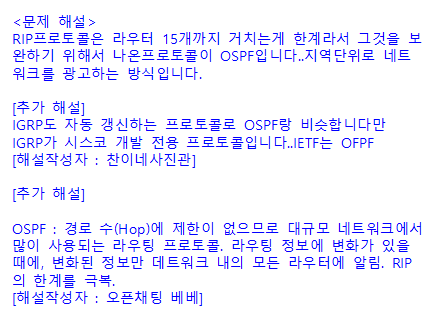 <문제 해설>
RIP프로토콜은 라우터 15개까지 거치는게 한계라서 그것을 보
완하기 위해서 나온프로토콜이 OSPF입니다..지역단위로 네트
워크를 광고하는 방식입니다.
[추가 해설]
IGRP도 자동 갱신하는 프로토콜로 OSPF랑 비슷합니다만
IGRP가 시스코 개발 전용 프로토콜입니다..IETF는 OFPF
[해설작성자 : 찬이네사진관]
[추가 해설]
OSPF : 경로 수(Hop)에 제한이 없으므로 대규모 네트워크에서
많이 사용되는 라우팅 프로토콜. 라우팅 정보에 변화가 있을
때에, 변화된 정보만 데트워크 내의 모든 라우터에 알림. RIP
의 한계를 극복.
[해설작성자 : 오픈채팅 베베]